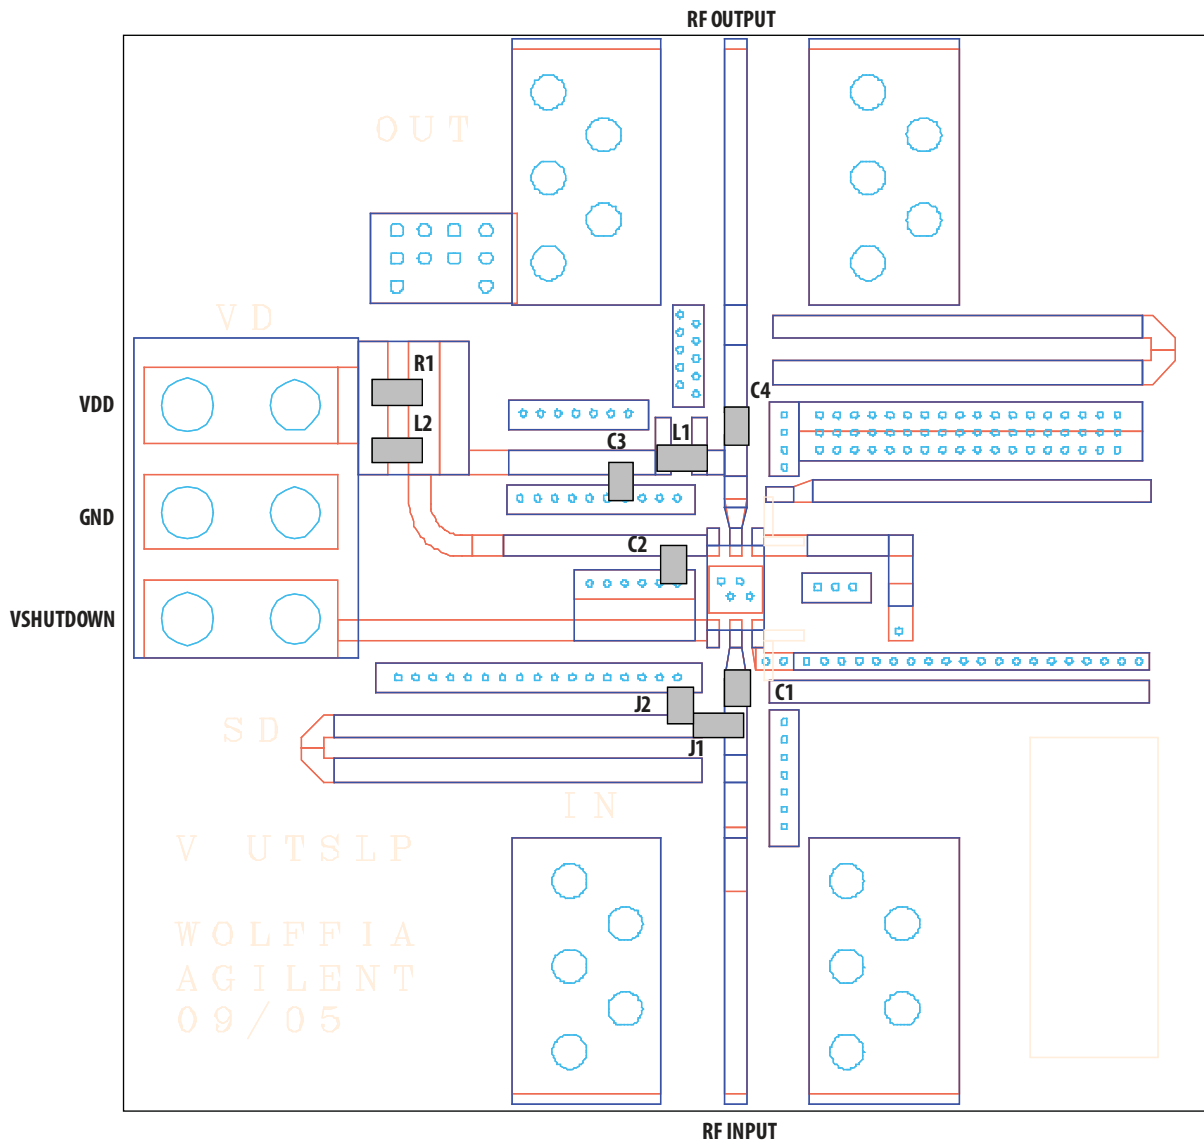 RF OUTPUT
OUT
VD
R1
VDD
L2
C4
C3
L1
GND
C2
VSHUTDOWN
C1
J2
SD
J1
IN
V UTSLP
WOLFFIA
AGILENT
09/05
RF INPUT